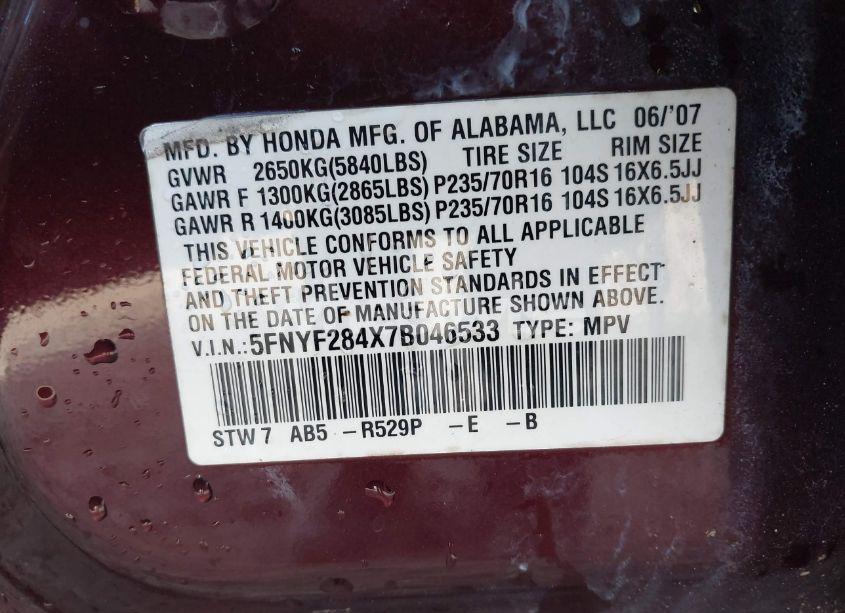 MFD. BY HONDA MFG. OF ALABAMA, LLC 06/'07
GVWR 2650KG(5840LBS) TIRE SIZE RIM SIZE
GAWR F 1300KG(2865LBS) P235/70R16 104S 16X6.5JJ
GAWR R 1400KG(3085LBS) P235/70R16 104S 16X6.5JJ
THIS VEHICLE CONFORMS TO ALL APPLICABLE
FEDERAL MOTOR VEHICLE SAFETY
AND THEFT PREVENTION STANDARDS IN EFFECT
ON THE DATE OF MANUFACTURE SHOWN ABOVE.
V.I.N.:5FNYF284X7B046533 TYPE: MPV
STW7 AB5 -R529P -E -B